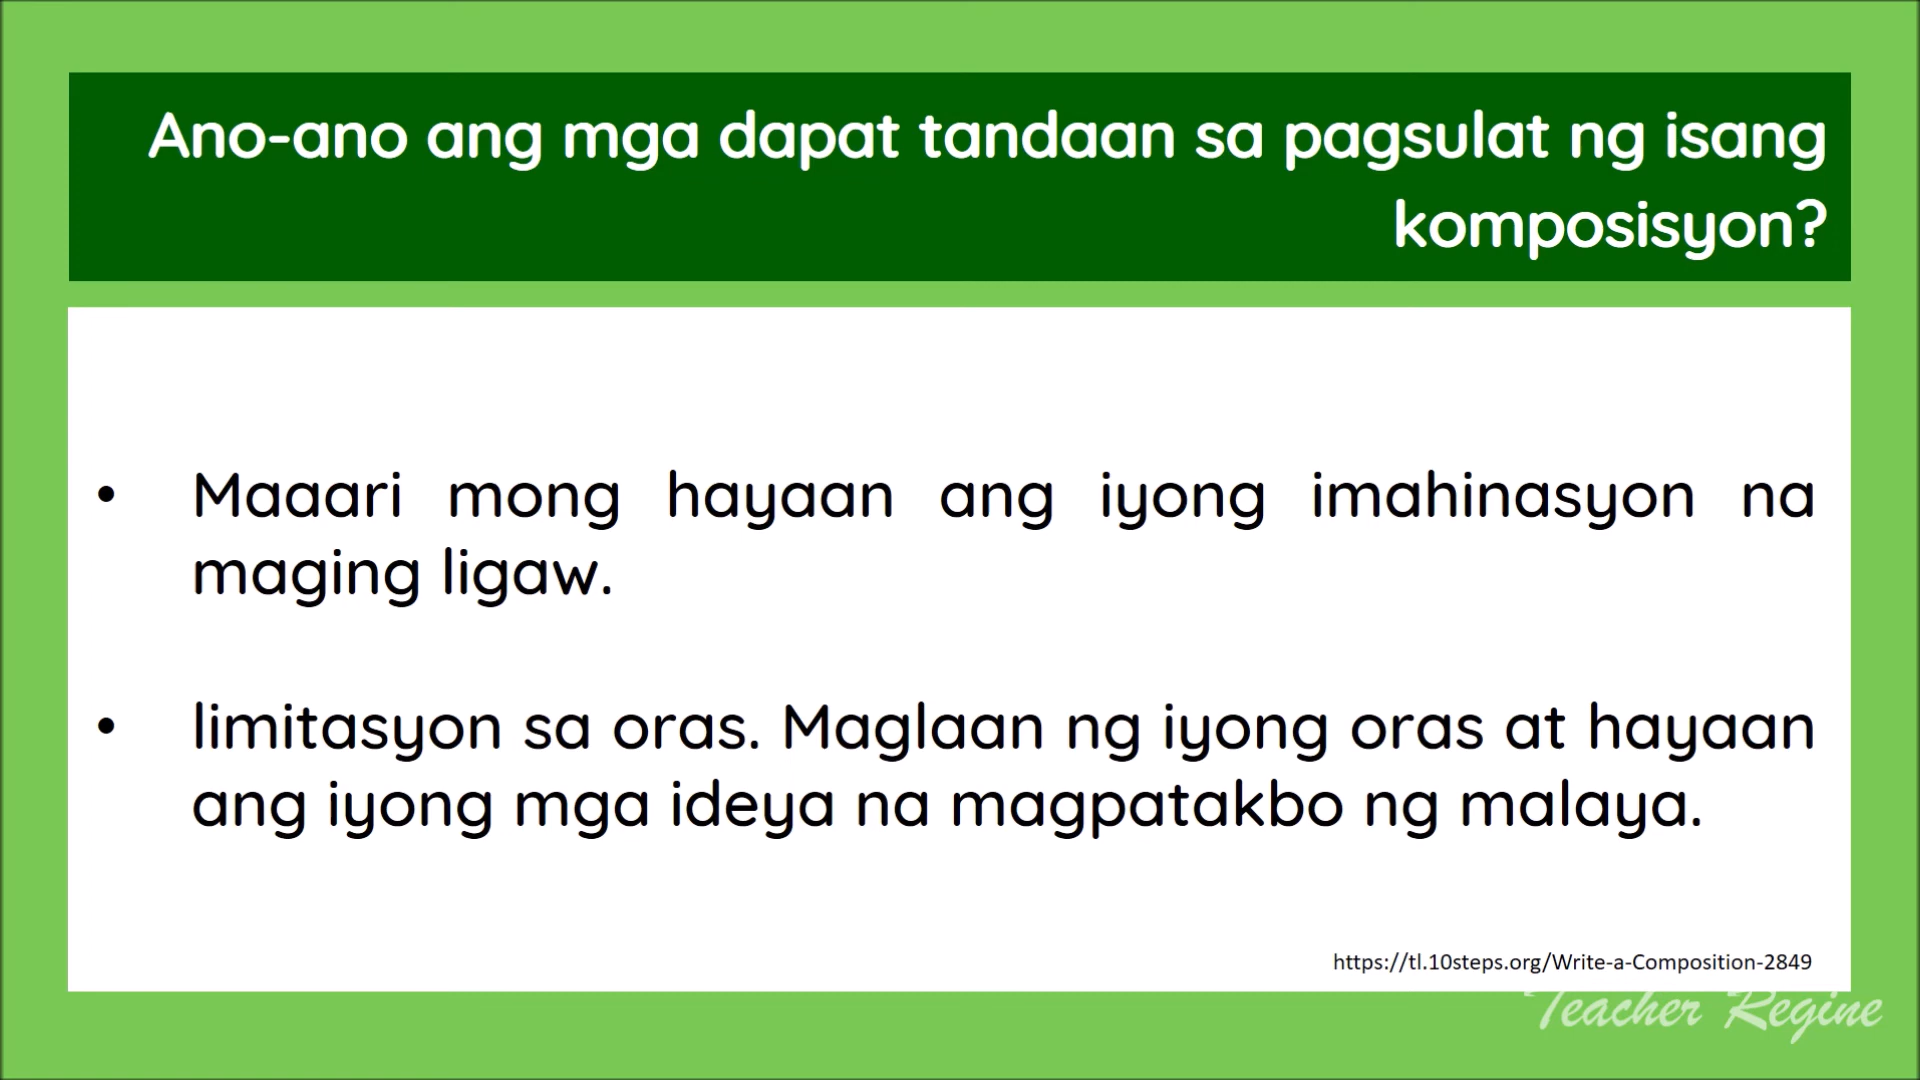 Ano-ano ang mga dapat tandaan sa pagsulat ng isang
komposisyon?
• Maaari mong hayaan ang iyong imahinasyon na
maging ligaw.
• limitasyon sa oras. Maglaan ng iyong oras at hayaan
ang iyong mga ideya na magpatakbo ng malaya.
https://tl.10steps.org/Write-a-Composition-2849
Teacher Regine